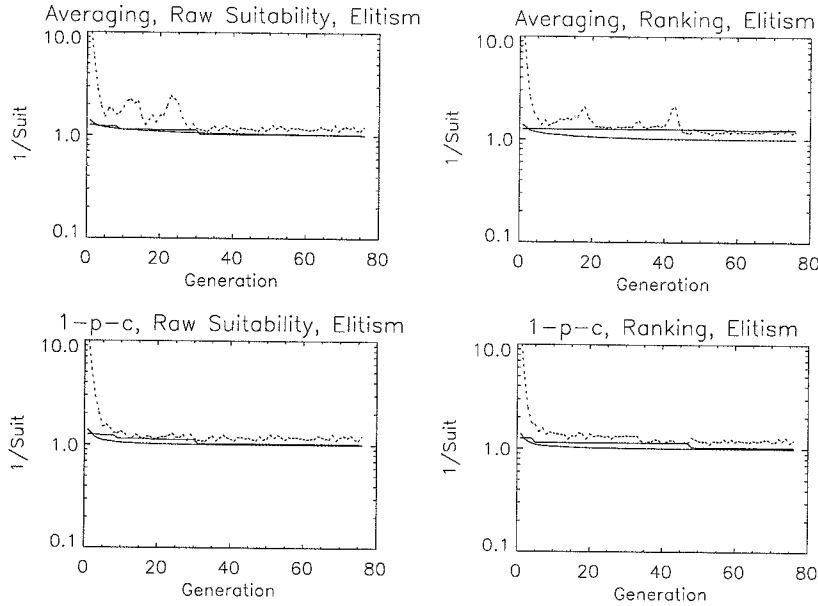 Averaging, Raw Suitability, Elitism
10.0
1.0
0.1
1/Suit
0 20 40 60 80
Generation
Averaging, Ranking, Elitism
10.0
1.0
0.1
1/Suit
0 20 40 60 80
Generation
1-p-c, Raw Suitability, Elitism
10.0
1.0
0.1
1/Suit
0 20 40 60 80
Generation
1-p-c, Ranking, Elitism
10.0
1.0
0.1
1/Suit
0 20 40 60 80
Generation